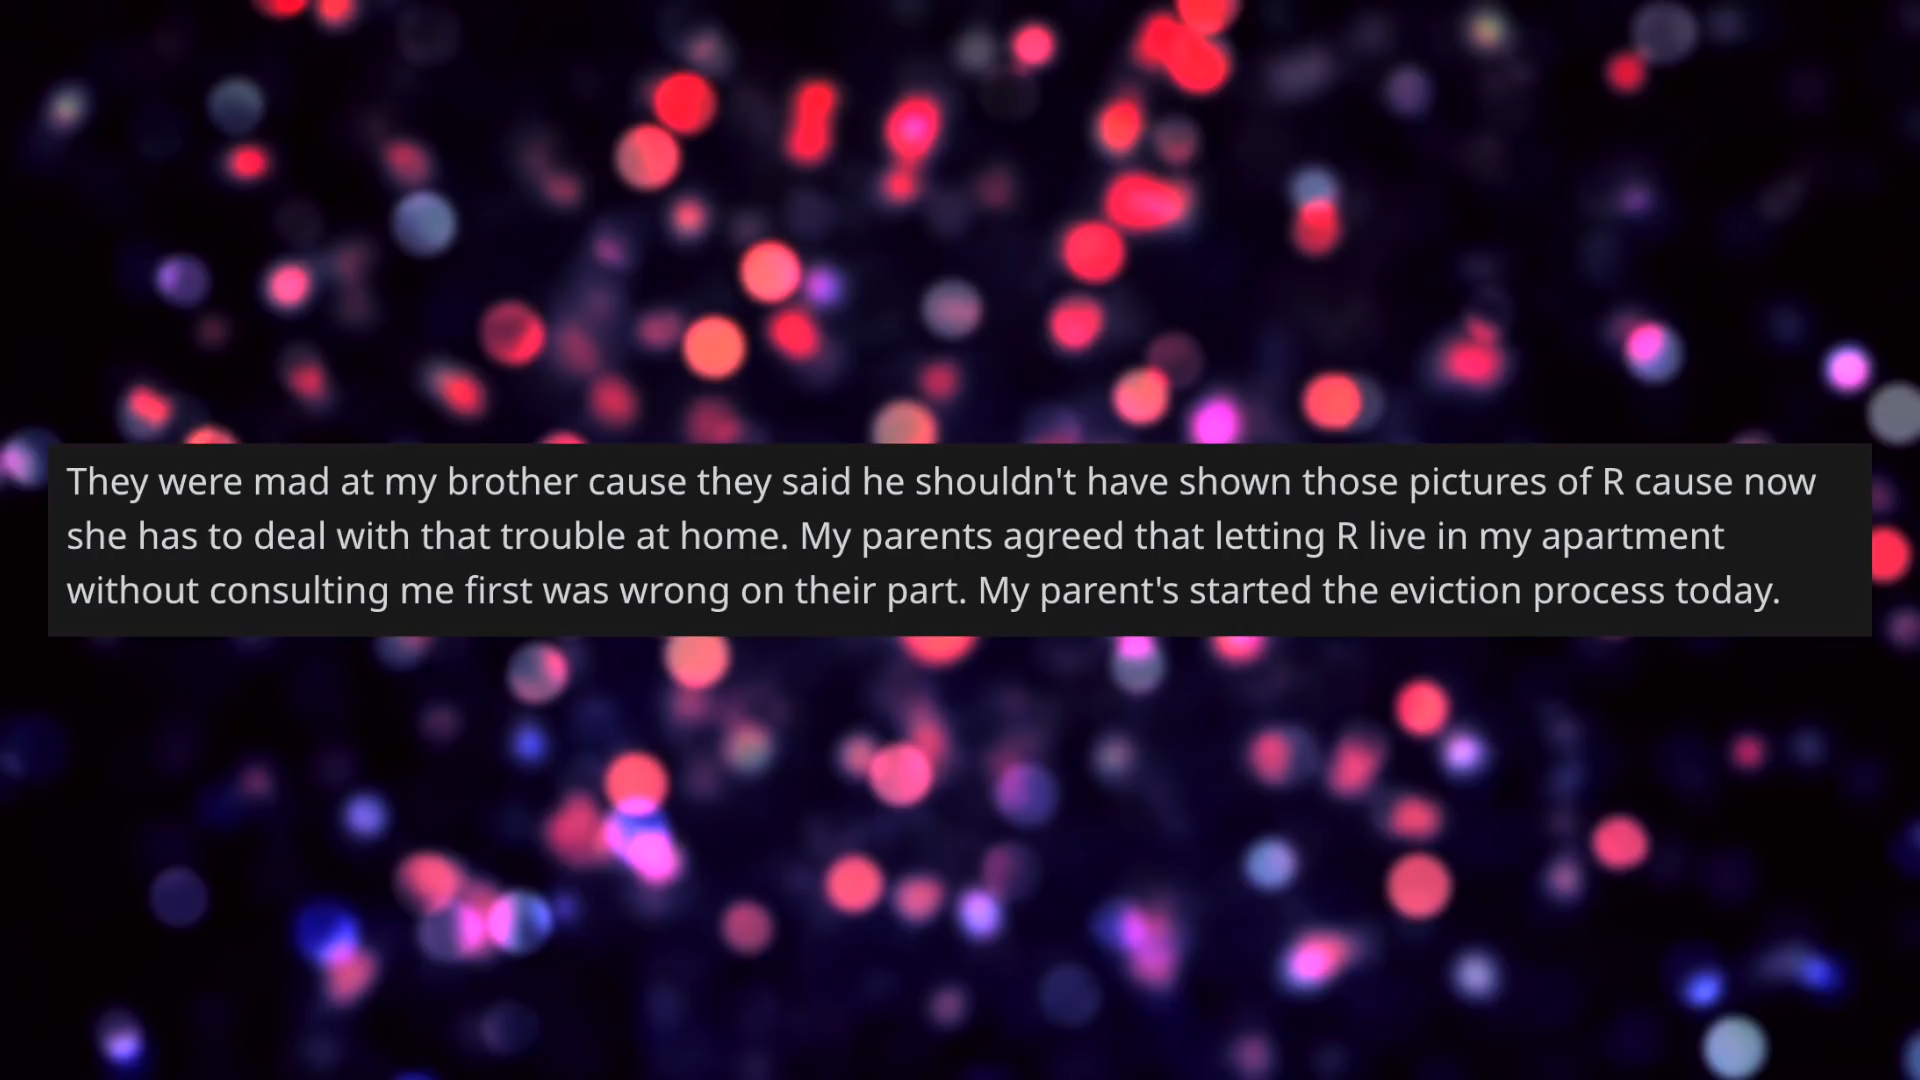 They were mad at my brother cause they said he shouldn't have shown those pictures of R cause now
she has to deal with that trouble at home. My parents agreed that letting R live in my apartment
without consulting me first was wrong on their part. My parent's started the eviction process today.